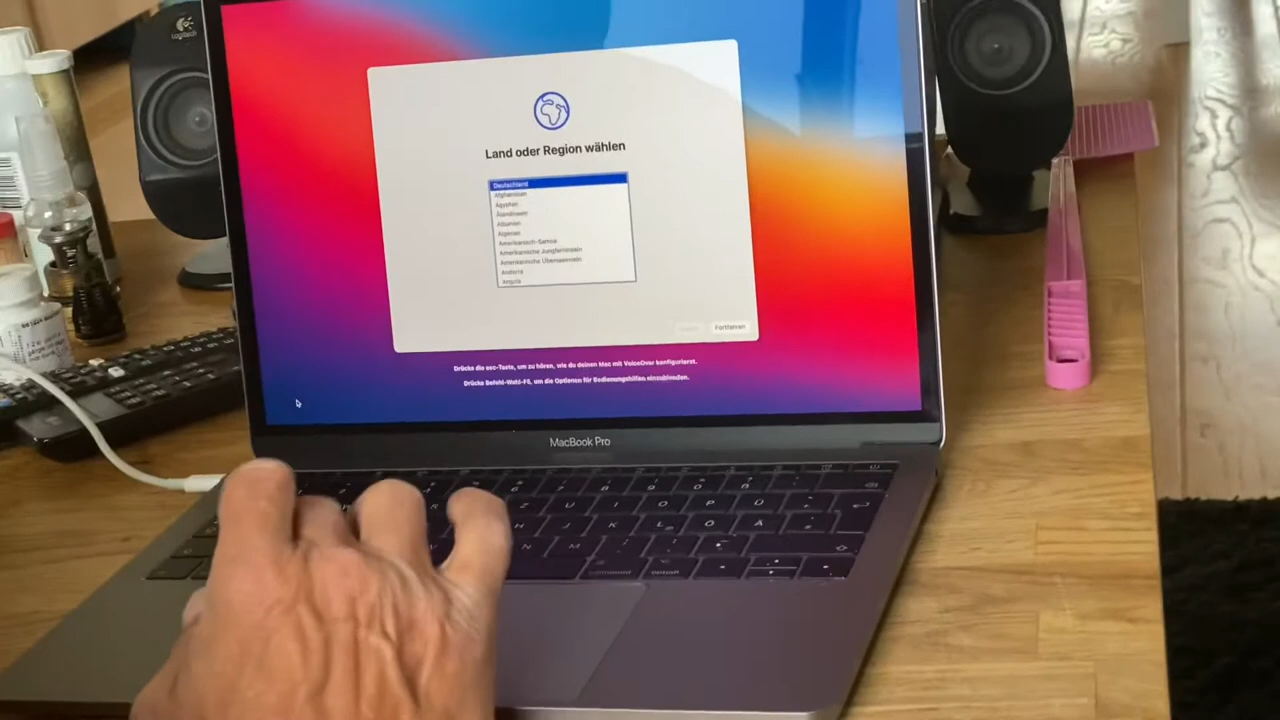 Logitech
Land oder Region wählen
Deutschland
Afghanistan
Ägypten
Ålandinseln
Albanien
Algerien
Amerikanisch-Samoa
Amerikanische Jungferninseln
Amerikanische Überseeinseln
Andorra
Anguilla
Fortfahren
Drücke die esc-Taste, um zu hören, wie du deinen Mac mit VoiceOver konfigurierst.
Drücke Befehl-Wahl-F5, um die Optionen für Bedienungshilfen einzublenden.
MacBook Pro
U I O P Ü
H J K L Ö Ä
N M